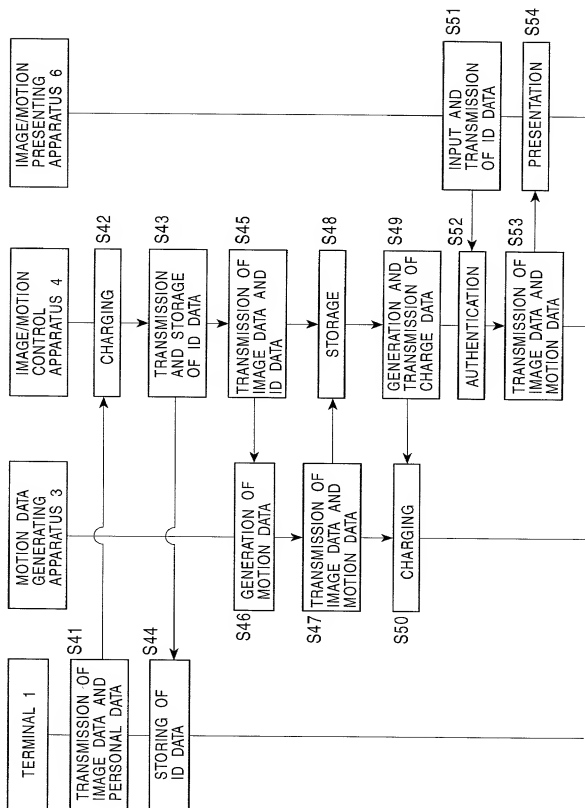 TERMINAL 1
MOTION DATA
GENERATING
APPARATUS 3
IMAGE/MOTION
CONTROL
APPARATUS 4
IMAGE/MOTION
PRESENTING
APPARATUS 6
S41
TRANSMISSION OF
IMAGE DATA AND
PERSONAL DATA
S42
CHARGING
S43
TRANSMISSION
AND STORAGE
OF ID DATA
S44
STORING OF
ID DATA
S45
TRANSMISSION OF
IMAGE DATA AND
ID DATA
S46
GENERATION OF
MOTION DATA
S47
TRANSMISSION OF
IMAGE DATA AND
MOTION DATA
S48
STORAGE
S49
GENERATION AND
TRANSMISSION OF
CHARGE DATA
S50
CHARGING
S51
INPUT AND
TRANSMISSION
OF ID DATA
S52
AUTHENTICATION
S53
TRANSMISSION OF
IMAGE DATA AND
MOTION DATA
S54
PRESENTATION